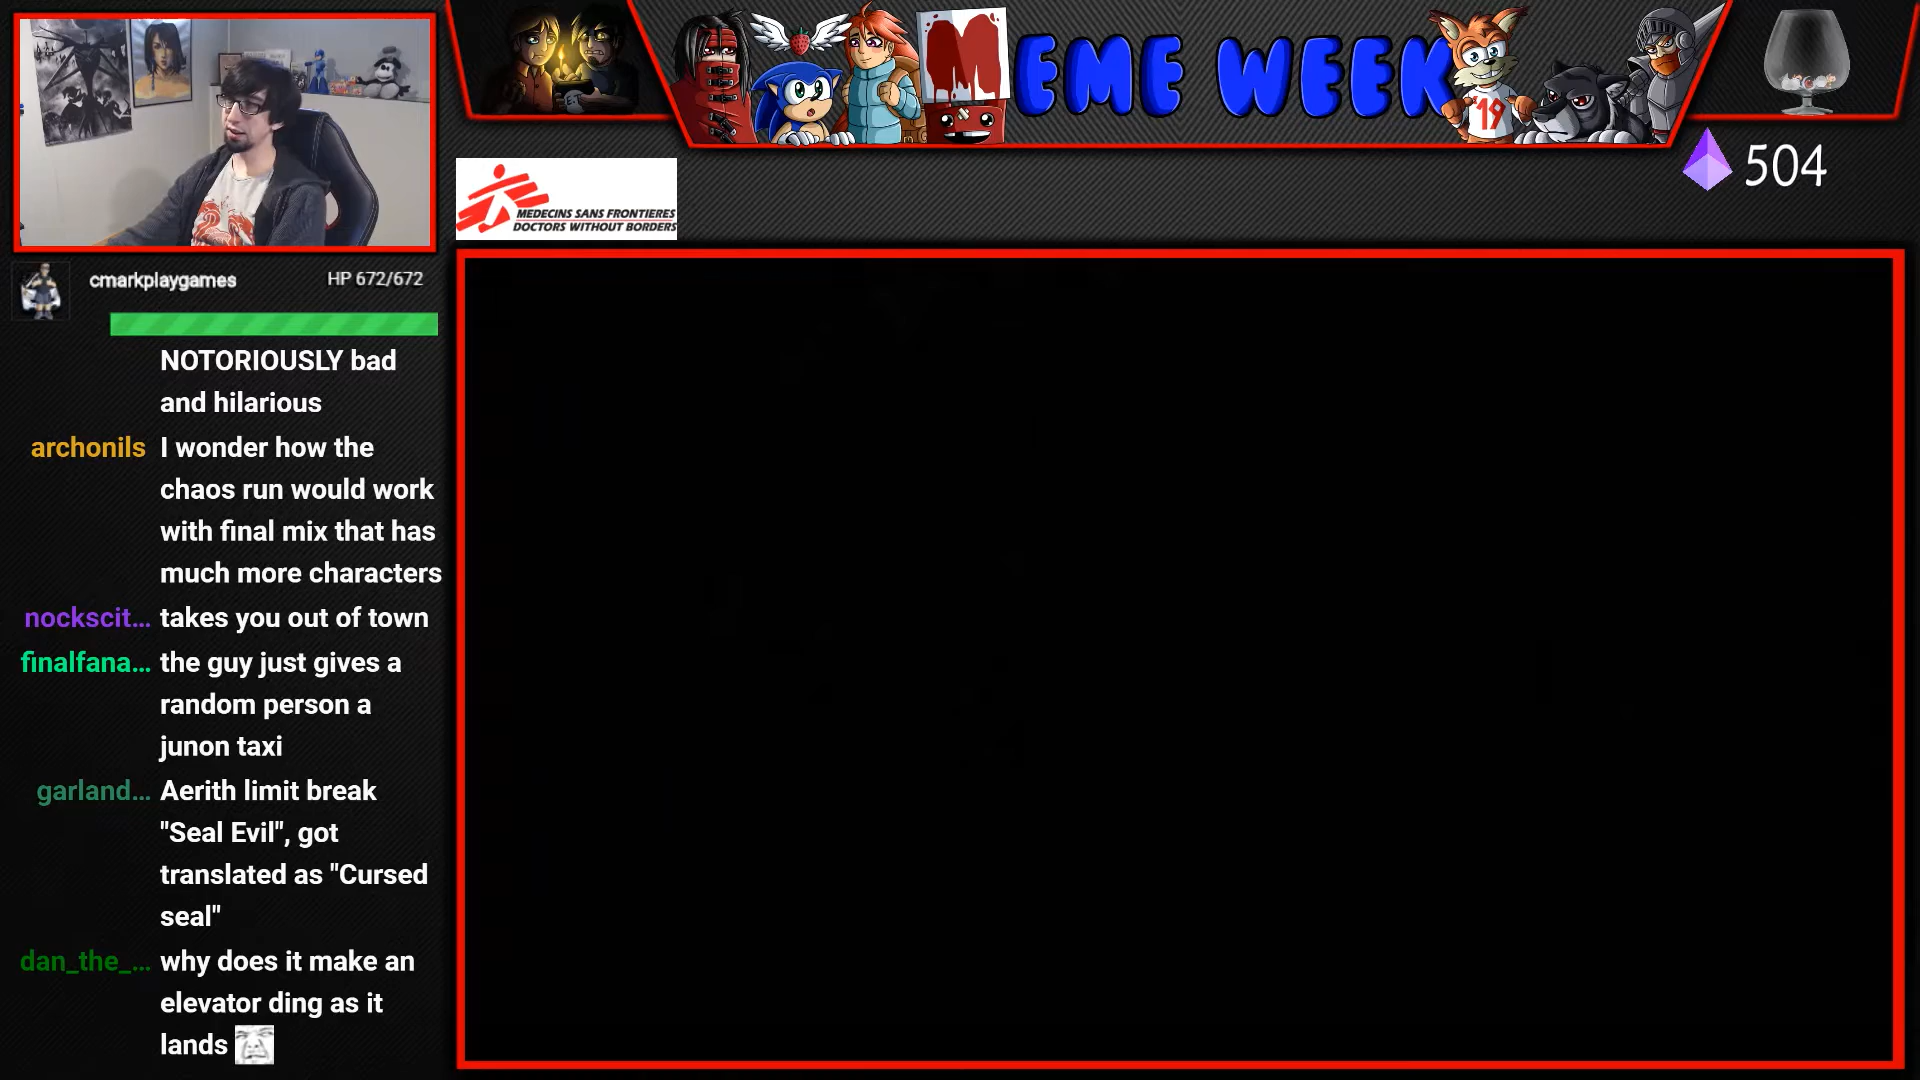 EME WEEK
19
504
MEDECINS SANS FRONTIERES
DOCTORS WITHOUT BORDERS
cmarkplaygames HP 672/672
NOTORIOUSLY bad
and hilarious
archonils I wonder how the
chaos run would work
with final mix that has
much more characters
nockscit... takes you out of town
finalfana... the guy just gives a
random person a
junon taxi
garland... Aerith limit break
"Seal Evil", got
translated as "Cursed
seal"
dan_the_... why does it make an
elevator ding as it
lands